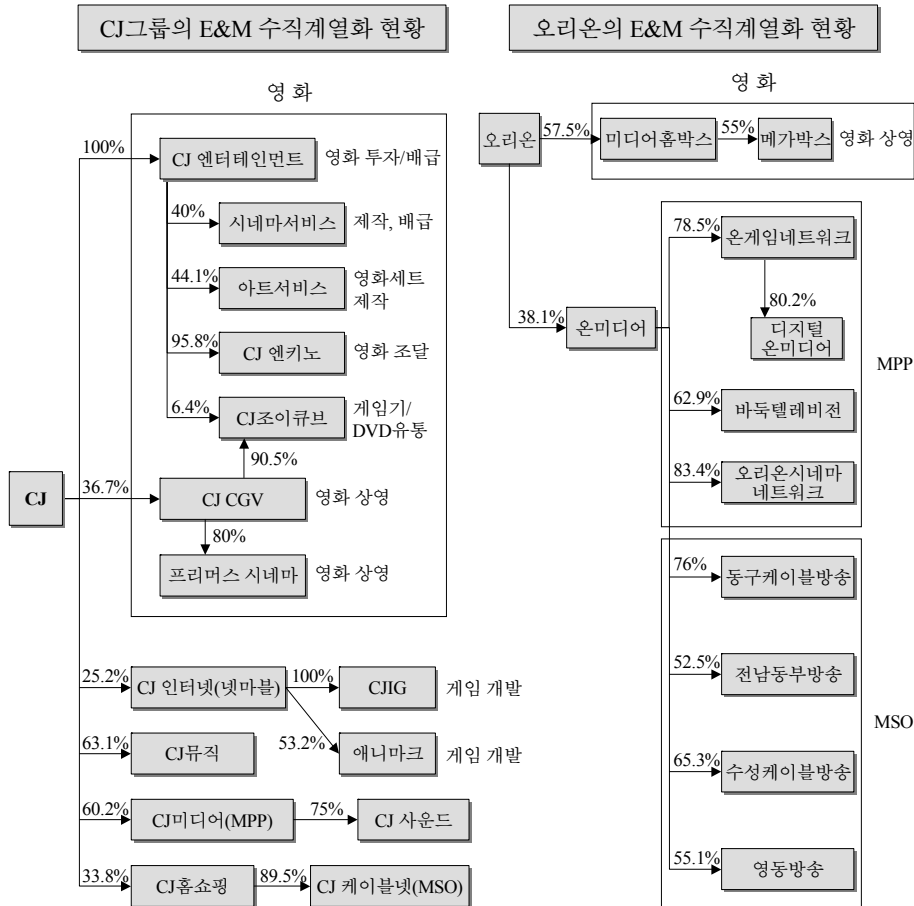 CJ그룹의 E&M 수직계열화 현황
영 화
CJ
100%
CJ 엔터테인먼트
영화 투자/배급
40%
시네마서비스
제작, 배급
44.1%
아트서비스
영화세트
제작
95.8%
CJ 엔키노
영화 조달
6.4%
CJ조이큐브
게임기/
DVD유통
90.5%
36.7%
CJ CGV
영화 상영
80%
프리머스 시네마
영화 상영
25.2%
CJ 인터넷(넷마블)
100%
CJIG
게임 개발
53.2%
애니마크
게임 개발
63.1%
CJ뮤직
60.2%
CJ미디어(MPP)
75%
CJ 사운드
33.8%
CJ홈쇼핑
89.5%
CJ 케이블넷(MSO)
오리온의 E&M 수직계열화 현황
영 화
오리온
57.5%
미디어홈박스
55%
메가박스
영화 상영
38.1%
온미디어
78.5%
온게임네트워크
80.2%
디지털
온미디어
MPP
62.9%
바둑텔레비전
83.4%
오리온시네마
네트워크
76%
동구케이블방송
52.5%
전남동부방송
MSO
65.3%
수성케이블방송
55.1%
영동방송